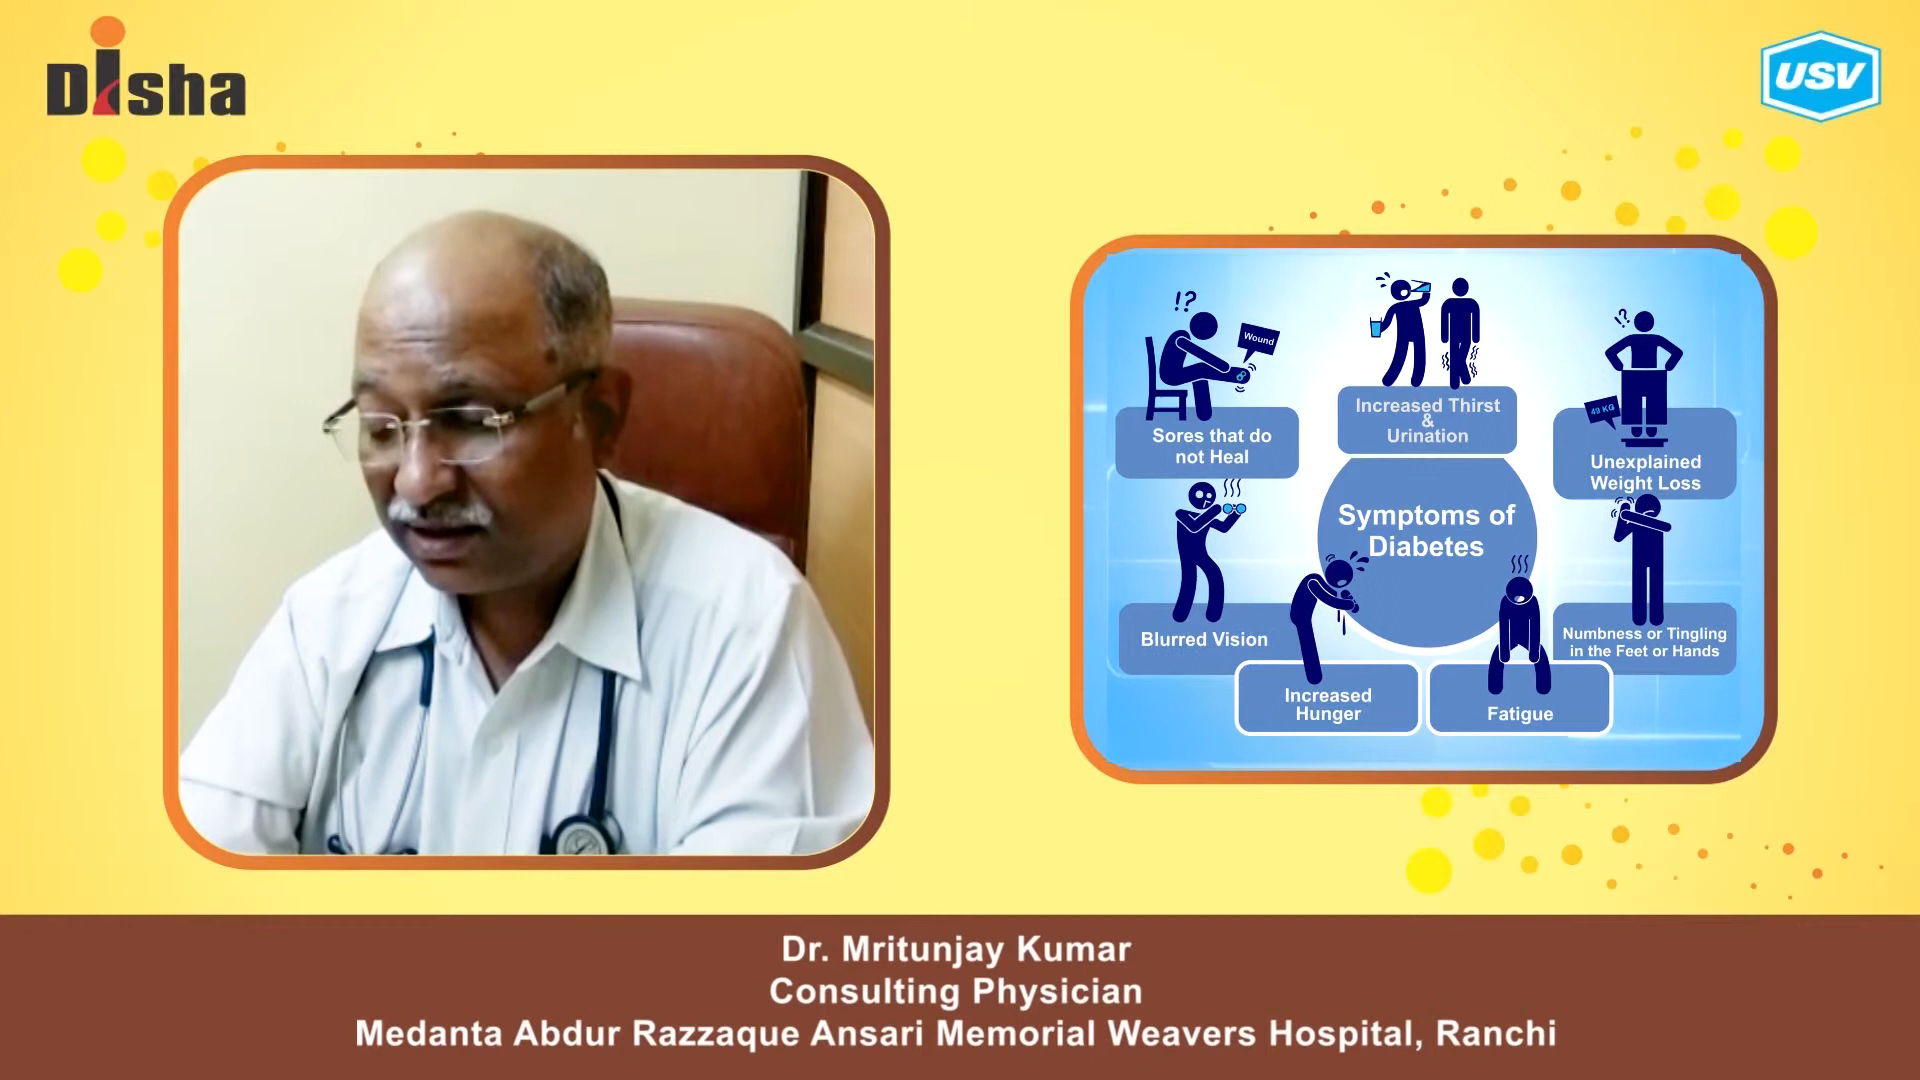 Disha
USV
!?
Wound
Sores that do
not Heal
Increased Thirst
&
Urination
!?
49 KG
Unexplained
Weight Loss
Symptoms of
Diabetes
Blurred Vision
Numbness or Tingling
in the Feet or Hands
Increased
Hunger
Fatigue
Dr. Mritunjay Kumar
Consulting Physician
Medanta Abdur Razzaque Ansari Memorial Weavers Hospital, Ranchi